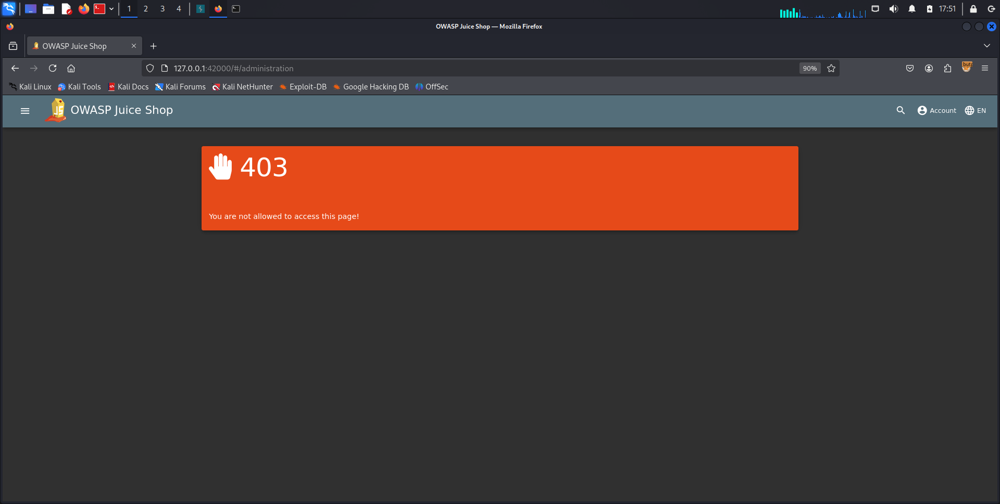 1 2 3 4 17:51
OWASP Juice Shop — Mozilla Firefox
OWASP Juice Shop
127.0.0.1:42000/#/administration 90%
Kali Linux Kali Tools Kali Docs Kali Forums Kali NetHunter Exploit-DB Google Hacking DB OffSec
JS OWASP Juice Shop Account EN
403
You are not allowed to access this page!